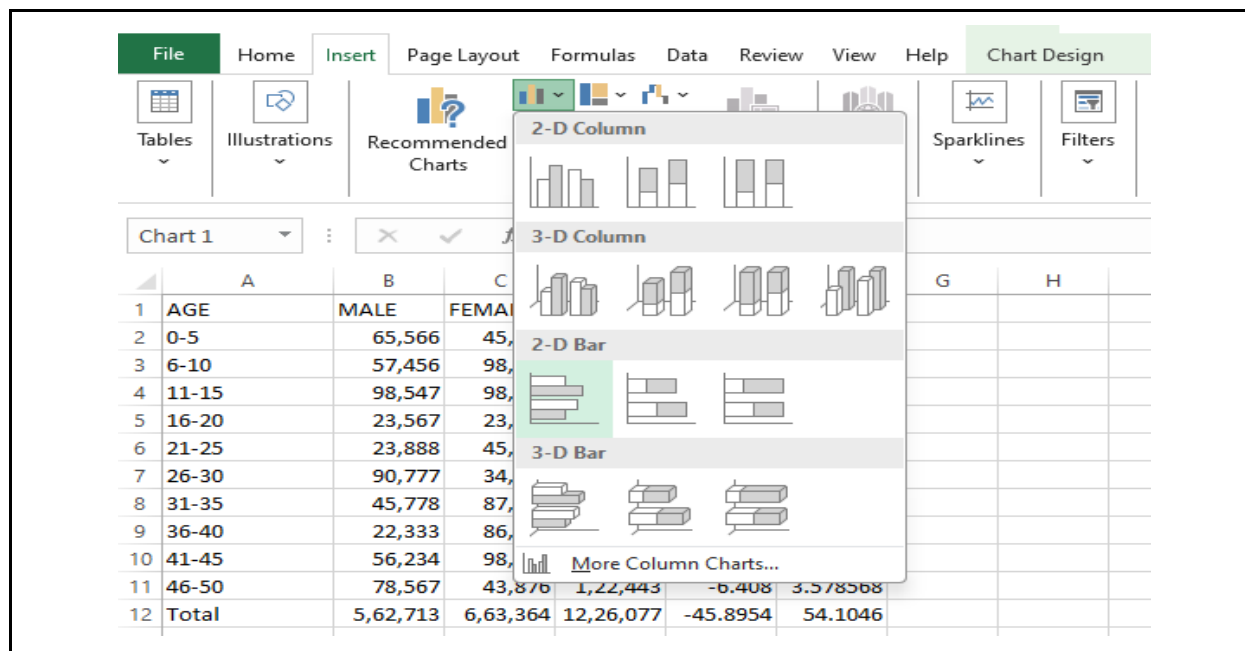 File Home Insert Page Layout Formulas Data Review View Help Chart Design
Tables Illustrations Recommended Charts Sparklines Filters
2-D Column
Chart 1
3-D Column
A B C G H
1 AGE MALE FEMAI
2 0-5 65,566 45,
2-D Bar
3 6-10 57,456 98,
4 11-15 98,547 98,
5 16-20 23,567 23,
6 21-25 23,888 45,
3-D Bar
7 26-30 90,777 34,
8 31-35 45,778 87,
9 36-40 22,333 86,
10 41-45 56,234 98,
More Column Charts...
11 46-50 78,567 43,876 1,22,443 -6.408 3.578568
12 Total 5,62,713 6,63,364 12,26,077 -45.8954 54.1046